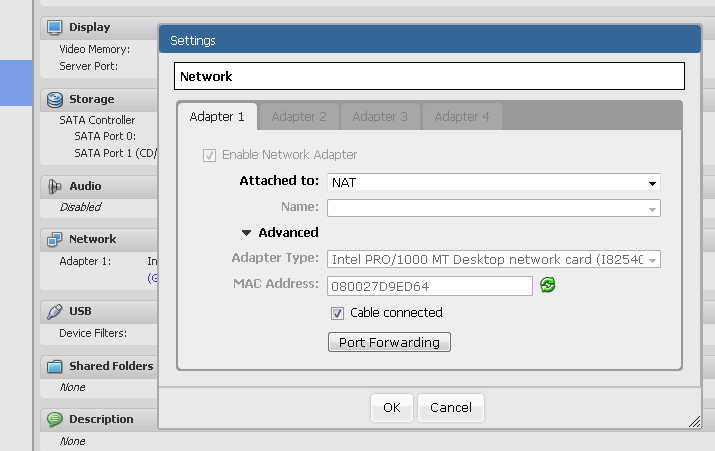 Display
Video Memory:
Server Port:
Storage
SATA Controller
SATA Port 0:
SATA Port 1 (CD/
Audio
Disabled
Network
Adapter 1:
In
(G
USB
Device Filters:
Shared Folders
None
Description
None
Settings
Network
Adapter 1 Adapter 2 Adapter 3 Adapter 4
Enable Network Adapter
Attached to: NAT
Name:
Advanced
Adapter Type: Intel PRO/1000 MT Desktop network card (I8254
MAC Address: 080027D9ED64
Cable connected
Port Forwarding
OK Cancel